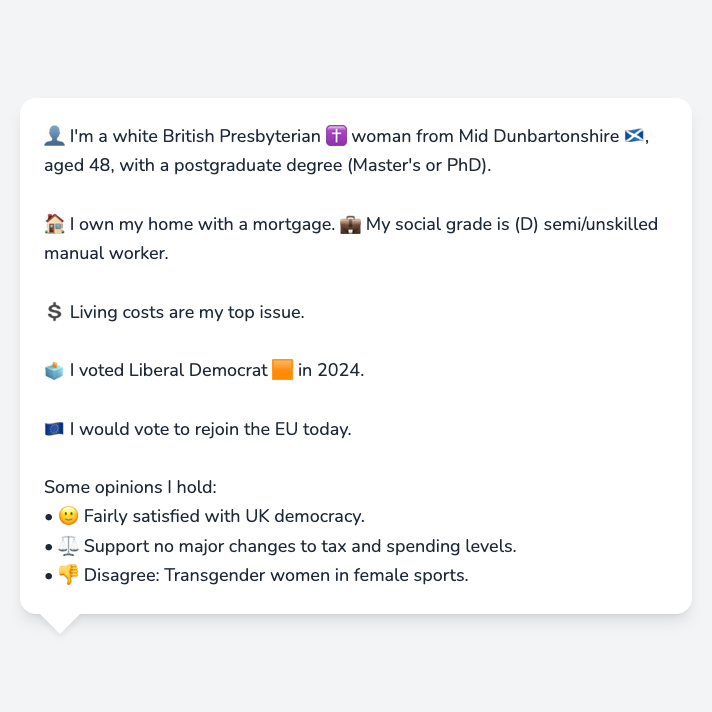 👤 I'm a white British Presbyterian ✝️ woman from Mid Dunbartonshire 🏴󠁧󠁢󠁳󠁣󠁴󠁿,
aged 48, with a postgraduate degree (Master's or PhD).
🏠 I own my home with a mortgage. 💼 My social grade is (D) semi/unskilled
manual worker.
💲 Living costs are my top issue.
🗳️ I voted Liberal Democrat 🟧 in 2024.
🇪🇺 I would vote to rejoin the EU today.
Some opinions I hold:
• 🙂 Fairly satisfied with UK democracy.
• ⚖️ Support no major changes to tax and spending levels.
• 👎 Disagree: Transgender women in female sports.